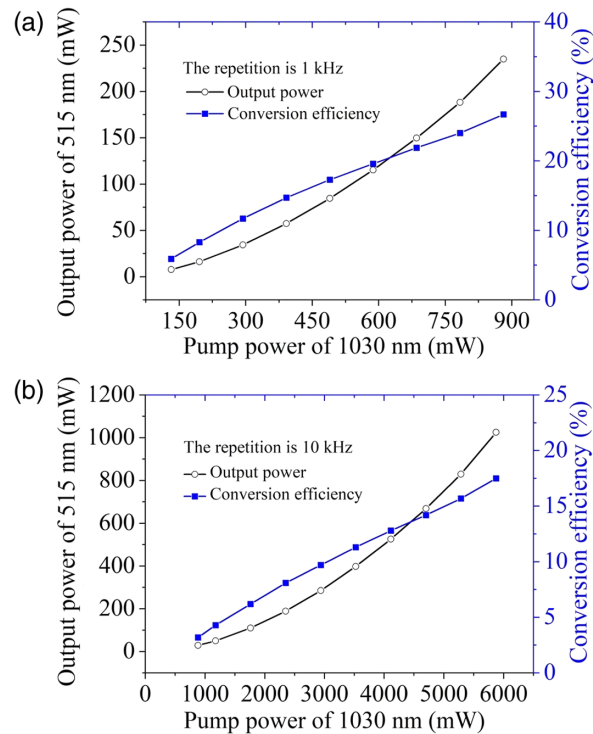 (a)
Output power of 515 nm (mW)
250
200
150
100
50
0
The repetition is 1 kHz
Output power
Conversion efficiency
40
30
20
10
0
Conversion efficiency (%)
150 300 450 600 750 900
Pump power of 1030 nm (mW)
(b)
Output power of 515 nm (mW)
1200
1000
800
600
400
200
0
The repetition is 10 kHz
Output power
Conversion efficiency
25
20
15
10
5
0
Conversion efficiency (%)
0 1000 2000 3000 4000 5000 6000
Pump power of 1030 nm (mW)